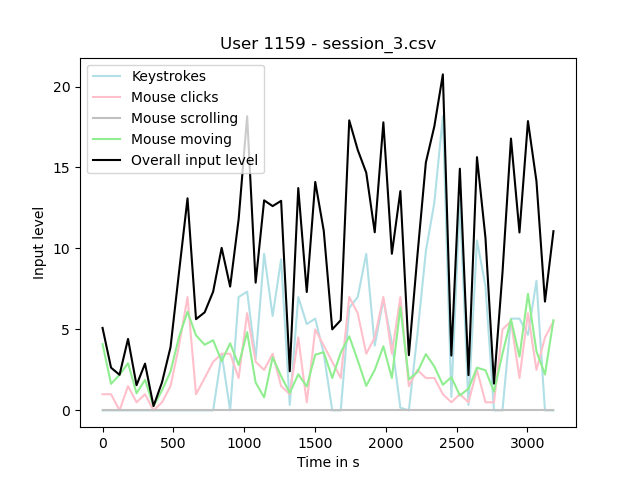 User 1159 - session_3.csv
Keystrokes
Mouse clicks
Mouse scrolling
Mouse moving
Overall input level
Input level
20
15
10
5
0
0 500 1000 1500 2000 2500 3000
Time in s